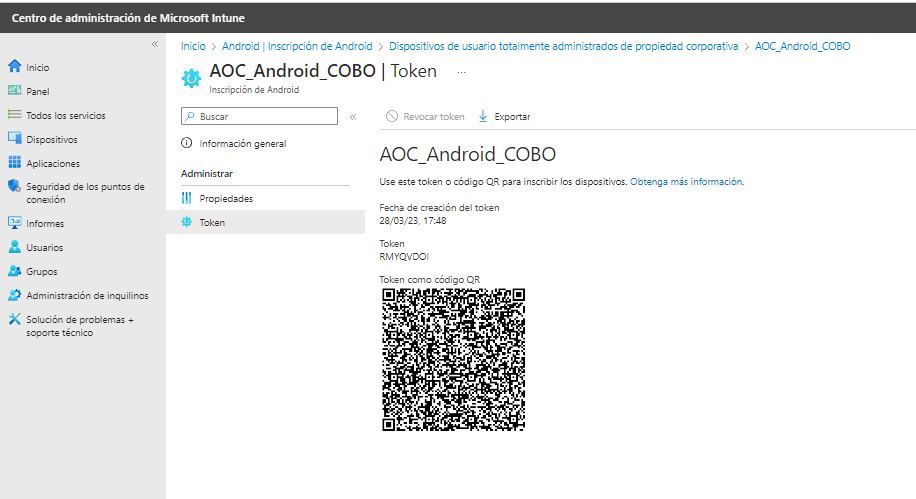 Centro de administración de Microsoft Intune
«
Inicio
Panel
Todos los servicios
Dispositivos
Aplicaciones
Seguridad de los puntos de
conexión
Informes
Usuarios
Grupos
Administración de inquilinos
Solución de problemas +
soporte técnico
Inicio > Android | Inscripción de Android > Dispositivos de usuario totalmente administrados de propiedad corporativa > AOC_Android_COBO
AOC_Android_COBO | Token ...
Inscripción de Android
Buscar «
Información general
Administrar
Propiedades
Token
Revocar token Exportar
AOC_Android_COBO
Use este token o código QR para inscribir los dispositivos. Obtenga más información.
Fecha de creación del token
28/03/23, 17:48
Token
RMYQVDOI
Token como código QR